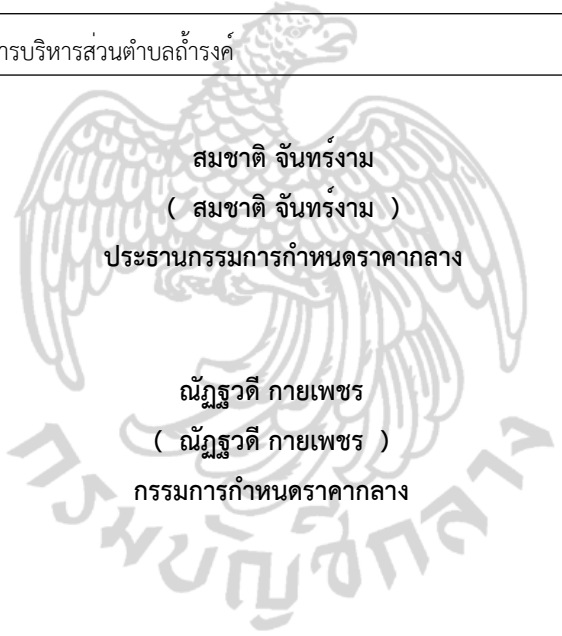 ารบริหารส่วนตำบลถ้ำรงค์
สมชาติ จันทร์งาม
( สมชาติ จันทร์งาม )
ประธานกรรมการกำหนดราคากลาง
ณัฏฐวดี กายเพชร
( ณัฏฐวดี กายเพชร )
กรรมการกำหนดราคากลาง
กรมบัญชีกลาง